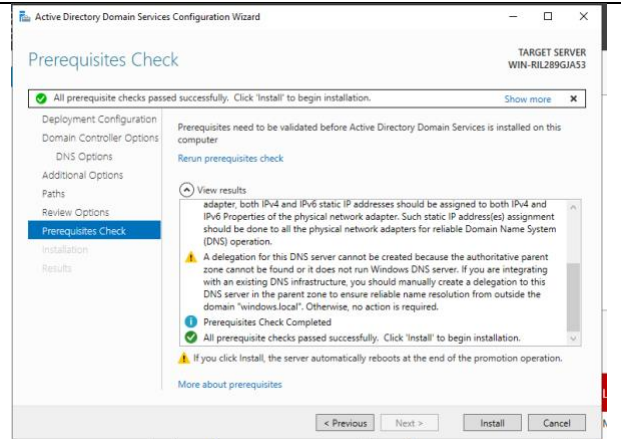 Active Directory Domain Services Configuration Wizard
Prerequisites Check
TARGET SERVER
WIN-RIL289GJA53
All prerequisite checks passed successfully. Click 'Install' to begin installation.
Show more
Deployment Configuration
Domain Controller Options
DNS Options
Additional Options
Paths
Review Options
Prerequisites Check
Installation
Results
Prerequisites need to be validated before Active Directory Domain Services is installed on this
computer
Rerun prerequisites check
View results
adapter, both IPv4 and IPv6 static IP addresses should be assigned to both IPv4 and
IPv6 Properties of the physical network adapter. Such static IP address(es) assignment
should be done to all the physical network adapters for reliable Domain Name System
(DNS) operation.
A delegation for this DNS server cannot be created because the authoritative parent
zone cannot be found or it does not run Windows DNS server. If you are integrating
with an existing DNS infrastructure, you should manually create a delegation to this
DNS server in the parent zone to ensure reliable name resolution from outside the
domain "windows.local". Otherwise, no action is required.
Prerequisites Check Completed
All prerequisite checks passed successfully. Click 'Install' to begin installation.
If you click Install, the server automatically reboots at the end of the promotion operation.
More about prerequisites
< Previous
Next >
Install
Cancel